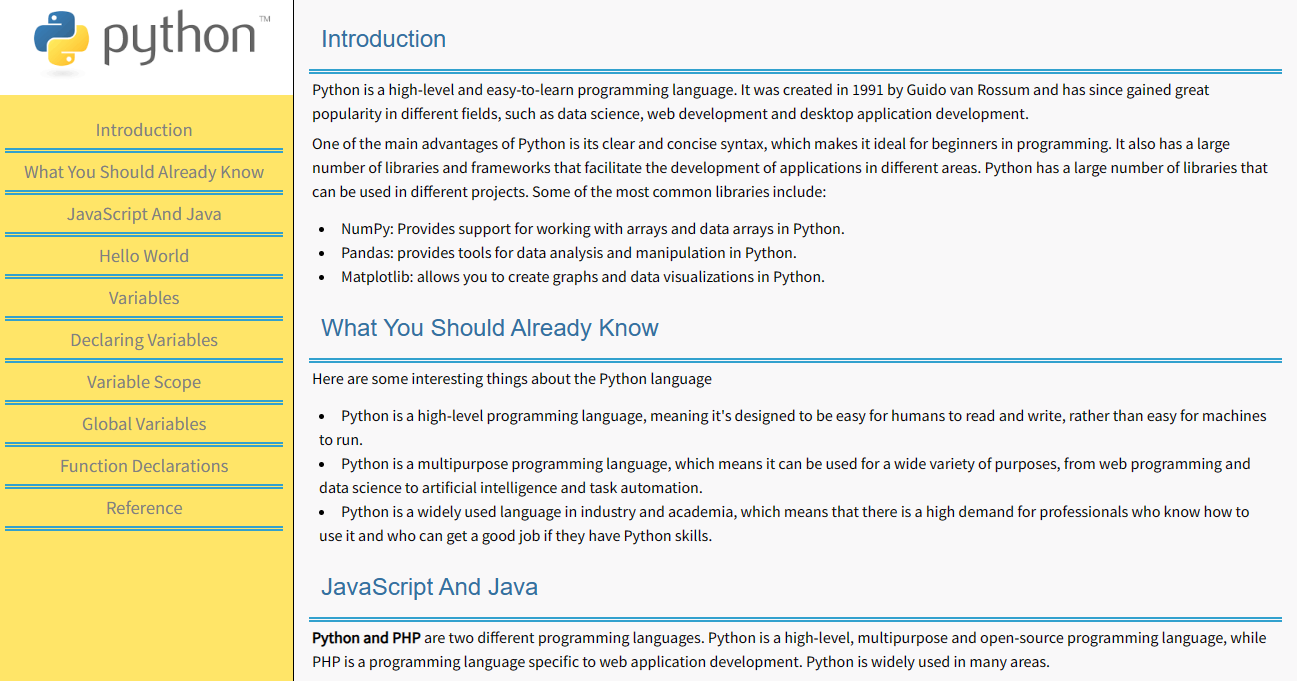 python™
Introduction
What You Should Already Know
JavaScript And Java
Hello World
Variables
Declaring Variables
Variable Scope
Global Variables
Function Declarations
Reference
Introduction
Python is a high-level and easy-to-learn programming language. It was created in 1991 by Guido van Rossum and has since gained great
popularity in different fields, such as data science, web development and desktop application development.
One of the main advantages of Python is its clear and concise syntax, which makes it ideal for beginners in programming. It also has a large
number of libraries and frameworks that facilitate the development of applications in different areas. Python has a large number of libraries that
can be used in different projects. Some of the most common libraries include:
• NumPy: Provides support for working with arrays and data arrays in Python.
• Pandas: provides tools for data analysis and manipulation in Python.
• Matplotlib: allows you to create graphs and data visualizations in Python.
What You Should Already Know
Here are some interesting things about the Python language
• Python is a high-level programming language, meaning it's designed to be easy for humans to read and write, rather than easy for machines
to run.
• Python is a multipurpose programming language, which means it can be used for a wide variety of purposes, from web programming and
data science to artificial intelligence and task automation.
• Python is a widely used language in industry and academia, which means that there is a high demand for professionals who know how to
use it and who can get a good job if they have Python skills.
JavaScript And Java
Python and PHP are two different programming languages. Python is a high-level, multipurpose and open-source programming language, while
PHP is a programming language specific to web application development. Python is widely used in many areas.